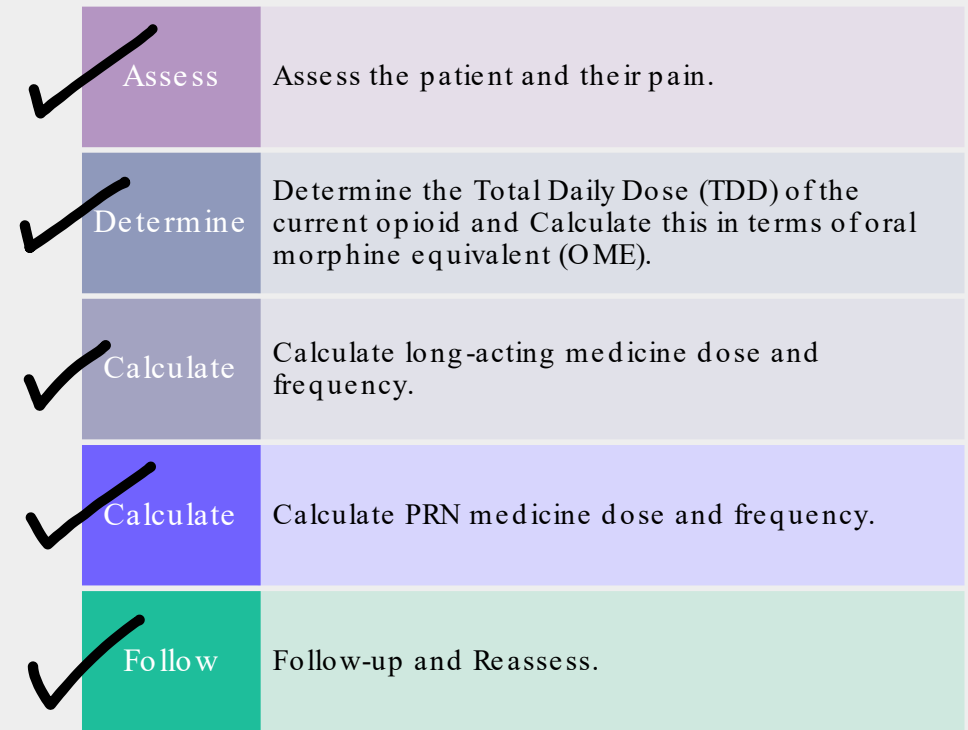 Assess
Assess the patient and their pain.
Determine
Determine the Total Daily Dose (TDD) of the
current opioid and Calculate this in terms of oral
morphine equivalent (OME).
Calculate
Calculate long-acting medicine dose and
frequency.
Calculate
Calculate PRN medicine dose and frequency.
Follow
Follow-up and Reassess.